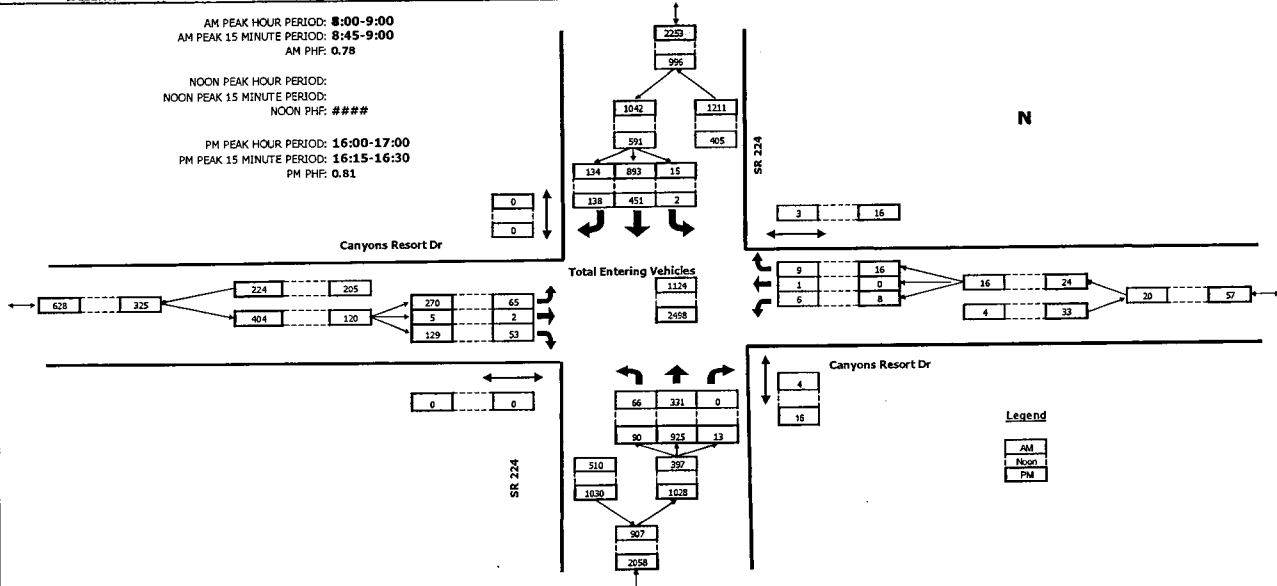 AM PEAK HOUR PERIOD: 8:00-9:00
AM PEAK 15 MINUTE PERIOD: 8:45-9:00
AM PHF: 0.78
NOON PEAK HOUR PERIOD:
NOON PEAK 15 MINUTE PERIOD:
NOON PHF: ####
PM PEAK HOUR PERIOD: 16:00-17:00
PM PEAK 15 MINUTE PERIOD: 16:15-16:30
PM PHF: 0.81
2253
996
1042 1211
591 405
134 893 15
138 451 2
SR 224
N
0
0
3 16
Canyons Resort Dr
Total Entering Vehicles
1124
2498
628 325
224 205
404 120
270 65
5 2
129 53
9 16
1 0
6 8
16 24
4 33
20 57
Canyons Resort Dr
0 0
4
16
66 331 0
90 925 13
510 397
1030 1028
907
2058
SR 224
Legend
AM
Noon
PM